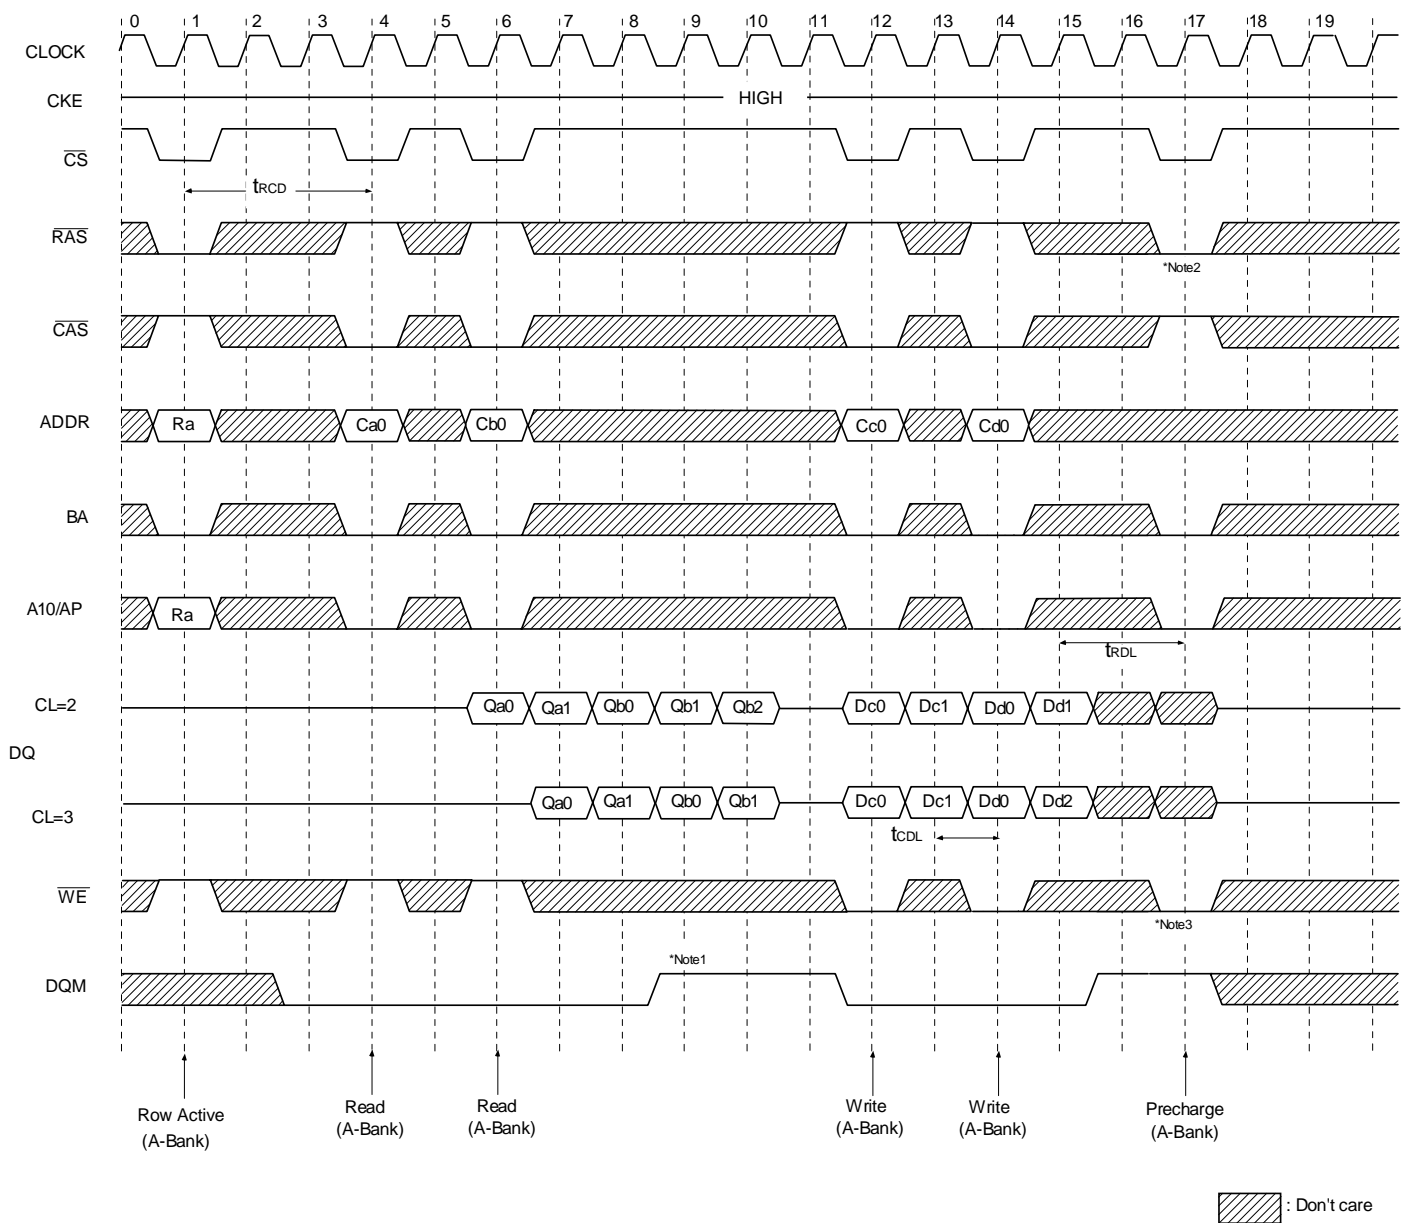 0 1 2 3 4 5 6 7 8 9 10 11 12 13 14 15 16 17 18 19
CLOCK
CKE
HIGH
CS
tRCD
RAS
*Note2
CAS
ADDR
Ra Ca0 Cb0 Cc0 Cd0
BA
A10/AP
Ra
tRDL
CL=2
Qa0 Qa1 Qb0 Qb1 Qb2 Dc0 Dc1 Dd0 Dd1
DQ
CL=3
Qa0 Qa1 Qb0 Qb1 Dc0 Dc1 Dd0 Dd2
tCDL
WE
*Note3
*Note1
DQM
Row Active
(A-Bank)
Read
(A-Bank)
Read
(A-Bank)
Write
(A-Bank)
Write
(A-Bank)
Precharge
(A-Bank)
: Don't care